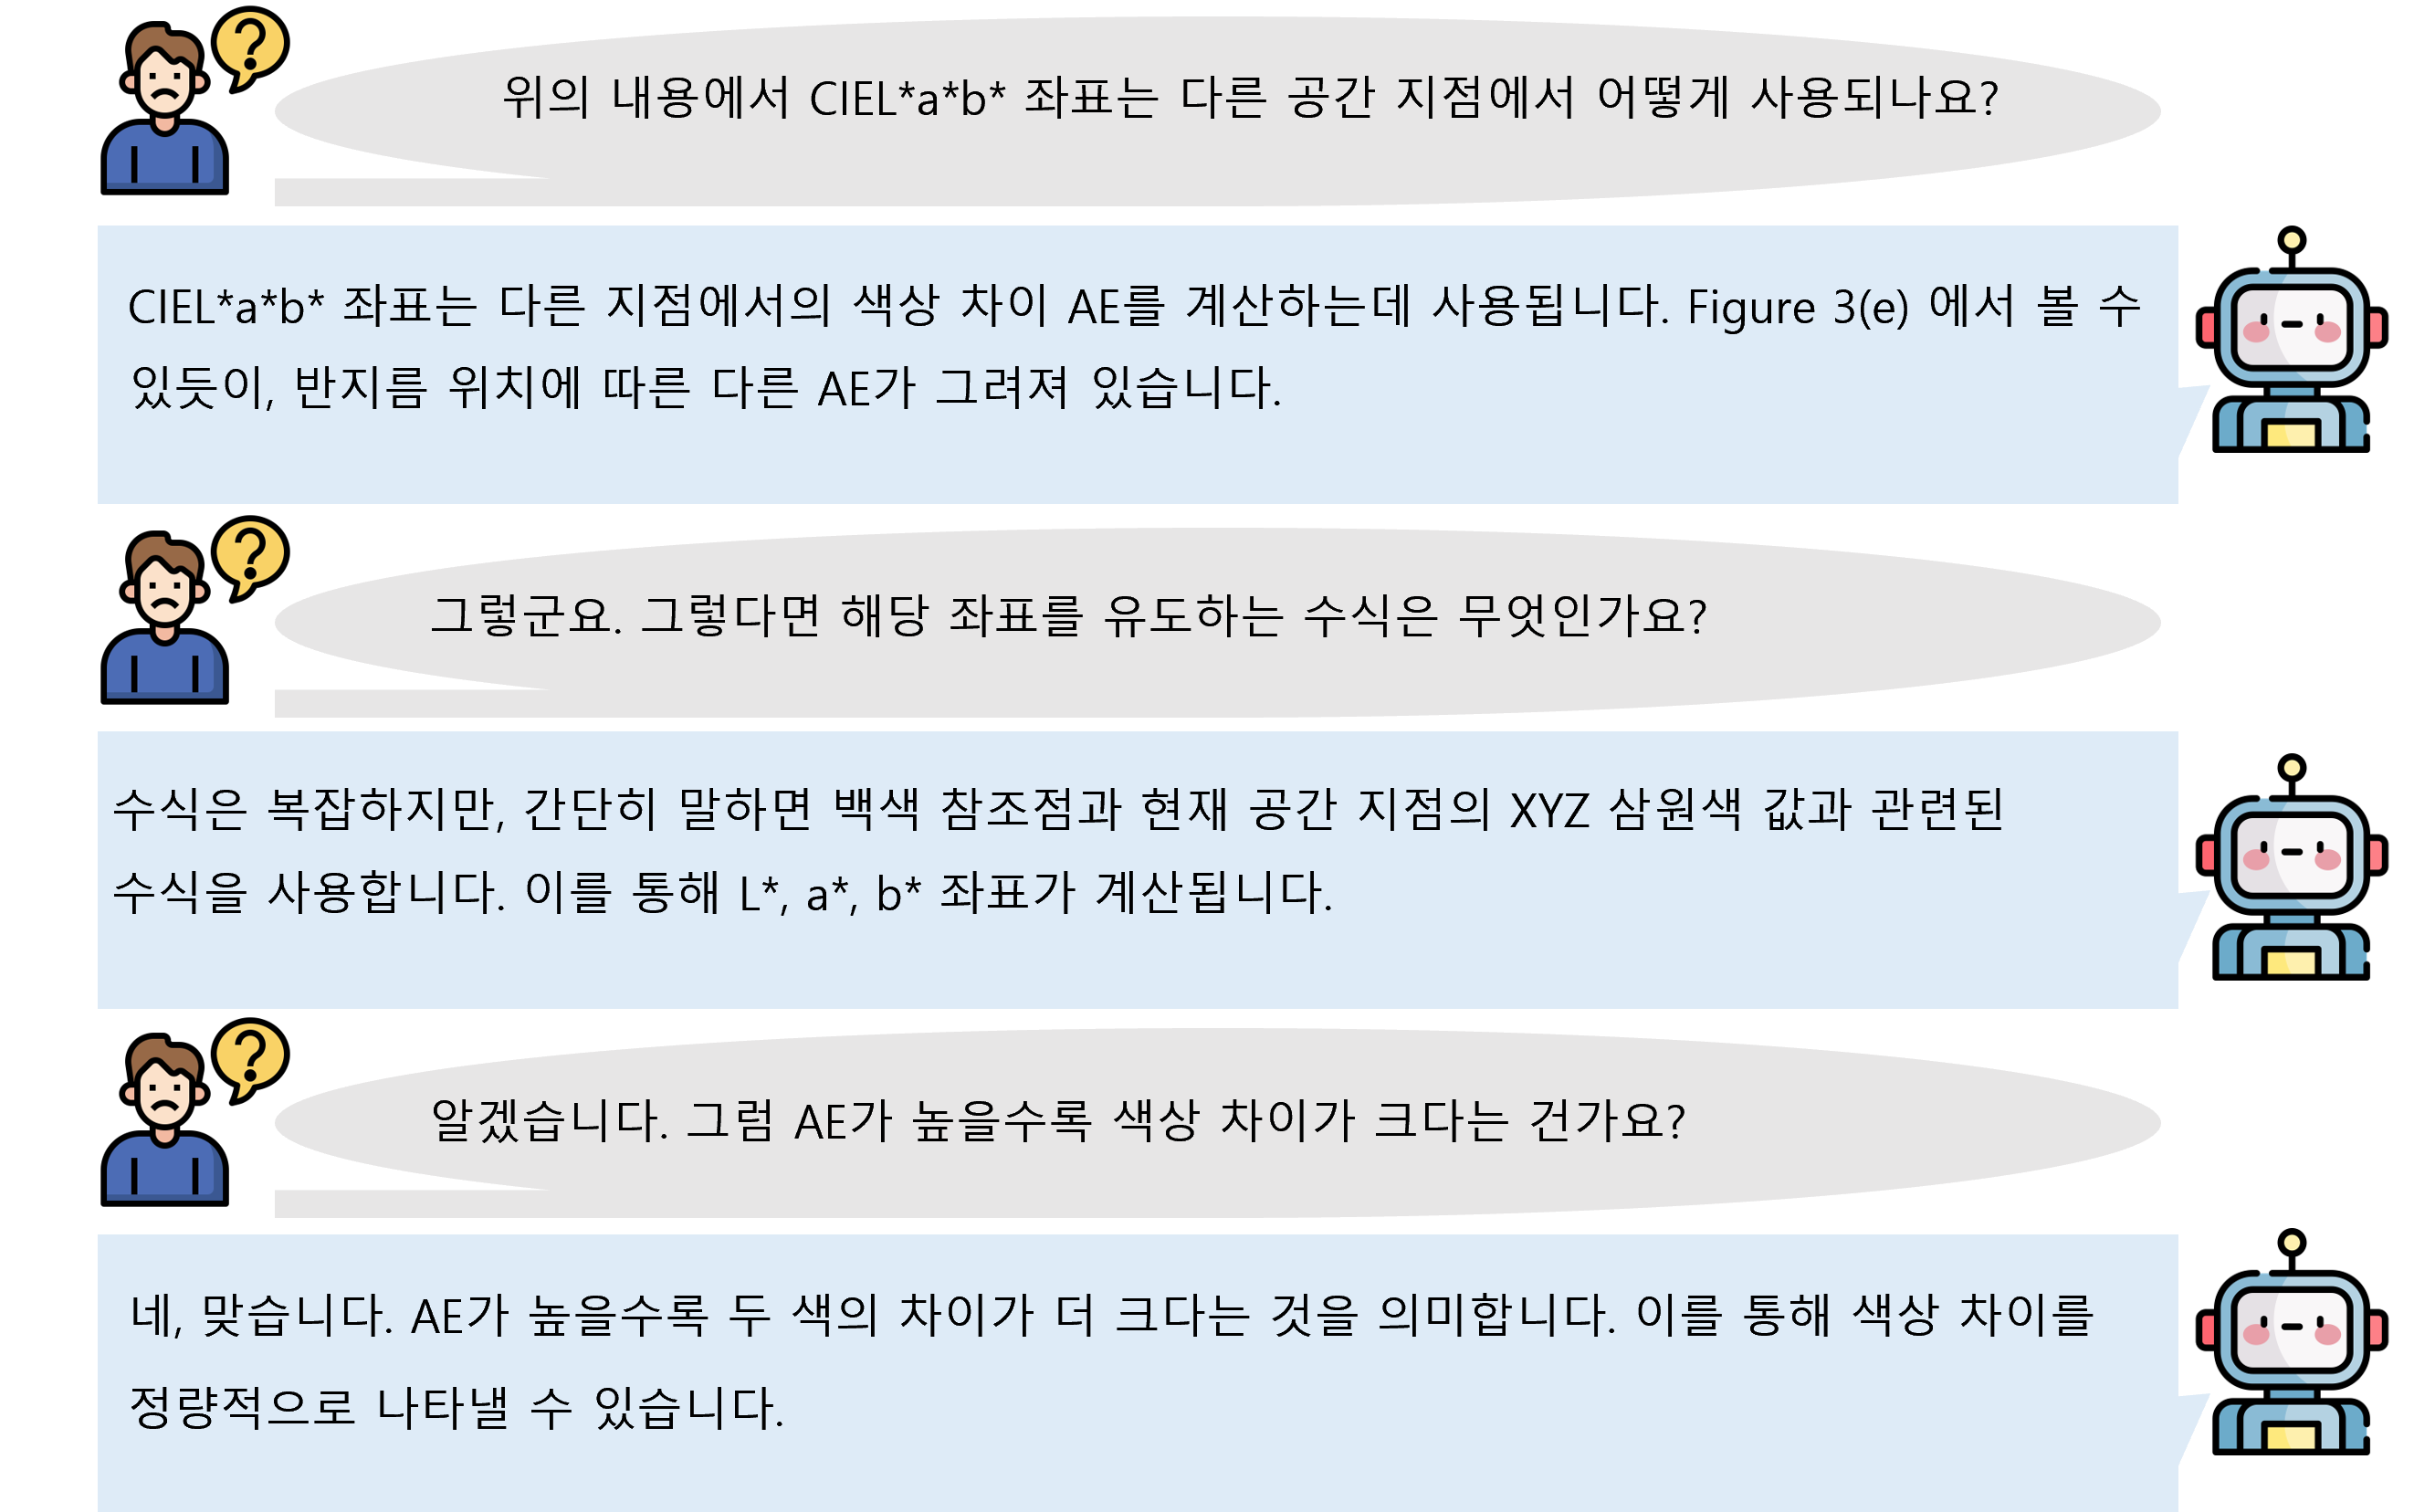 위의 내용에서 CIEL*a*b* 좌표는 다른 공간 지점에서 어떻게 사용되나요?
CIEL*a*b* 좌표는 다른 지점에서의 색상 차이 AE를 계산하는데 사용됩니다. Figure 3(e) 에서 볼 수
있듯이, 반지름 위치에 따른 다른 AE가 그려져 있습니다.
그렇군요. 그렇다면 해당 좌표를 유도하는 수식은 무엇인가요?
수식은 복잡하지만, 간단히 말하면 백색 참조점과 현재 공간 지점의 XYZ 삼원색 값과 관련된
수식을 사용합니다. 이를 통해 L*, a*, b* 좌표가 계산됩니다.
알겠습니다. 그럼 AE가 높을수록 색상 차이가 크다는 건가요?
네, 맞습니다. AE가 높을수록 두 색의 차이가 더 크다는 것을 의미합니다. 이를 통해 색상 차이를
정량적으로 나타낼 수 있습니다.